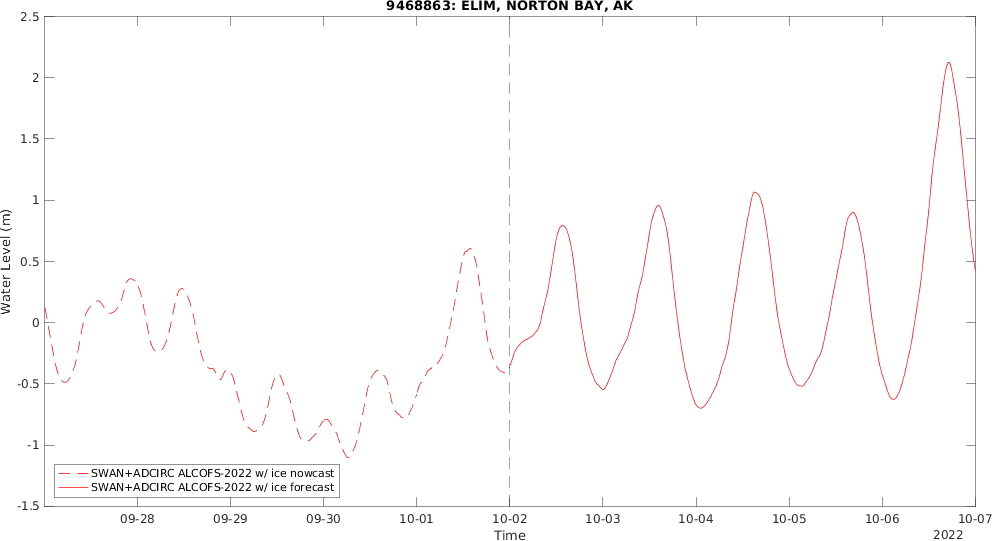 9468863: ELIM, NORTON BAY, AK
2.5
2
1.5
1
0.5
0
-0.5
-1
-1.5
Water Level (m)
SWAN+ADCIRC ALCOFS-2022 w/ ice nowcast
SWAN+ADCIRC ALCOFS-2022 w/ ice forecast
09-28 09-29 09-30 10-01 10-02 10-03 10-04 10-05 10-06 10-07
Time
2022